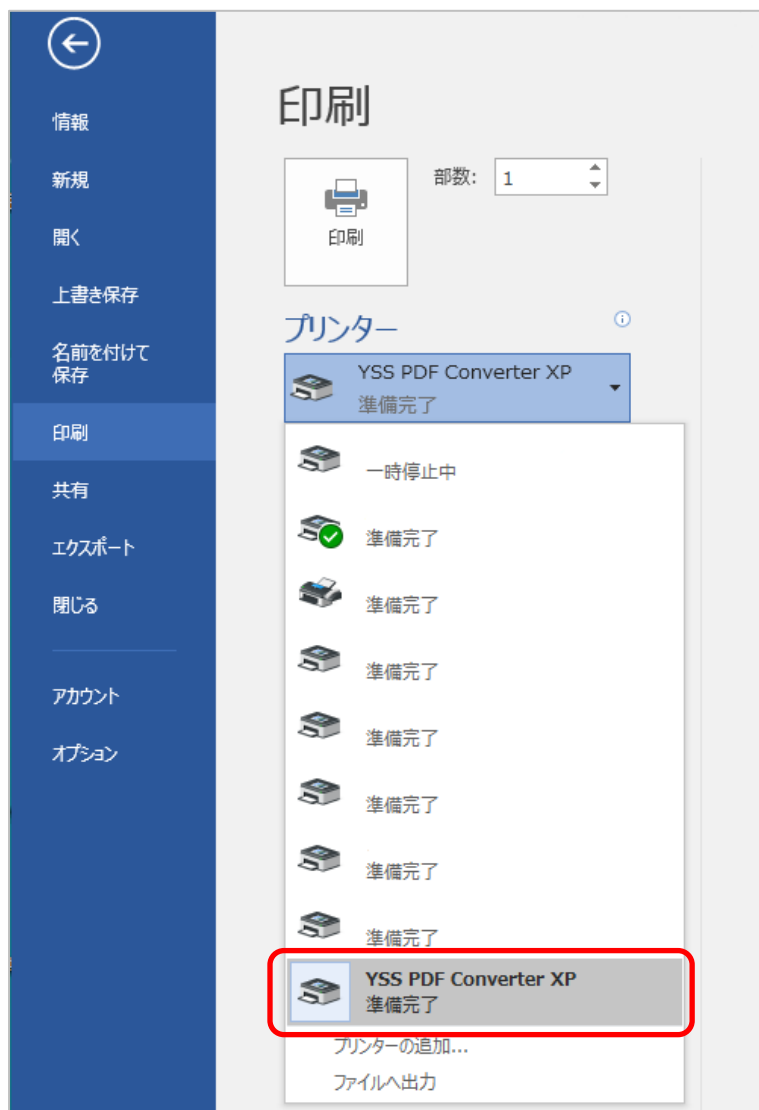 情報
新規
開く
上書き保存
名前を付けて
保存
印刷
共有
エクスポート
閉じる
アカウント
オプション
印刷
印刷
部数: 1
プリンター
YSS PDF Converter XP
準備完了
一時停止中
準備完了
準備完了
準備完了
準備完了
準備完了
準備完了
準備完了
YSS PDF Converter XP
準備完了
プリンターの追加...
ファイルへ出力